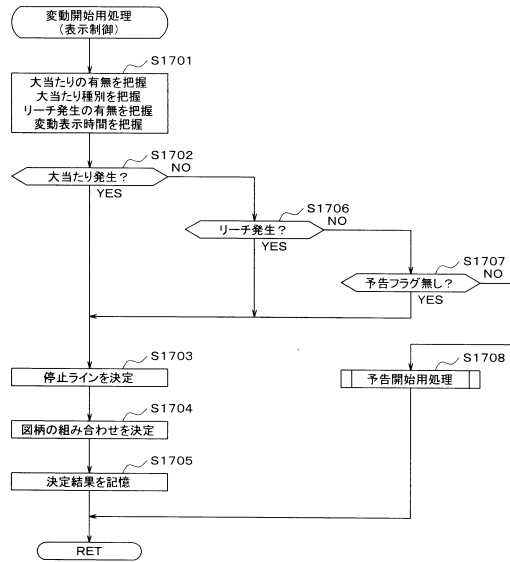 変動開始用処理
(表示制御)
S1701
大当たりの有無を把握
大当たり種別を把握
リーチ発生の有無を把握
変動表示時間を把握
S1702
大当たり発生？
NO
YES
S1706
リーチ発生？
NO
YES
S1707
予告フラグ無し？
NO
YES
S1703
停止ラインを決定
S1708
予告開始用処理
S1704
図柄の組み合わせを決定
S1705
決定結果を記憶
RET